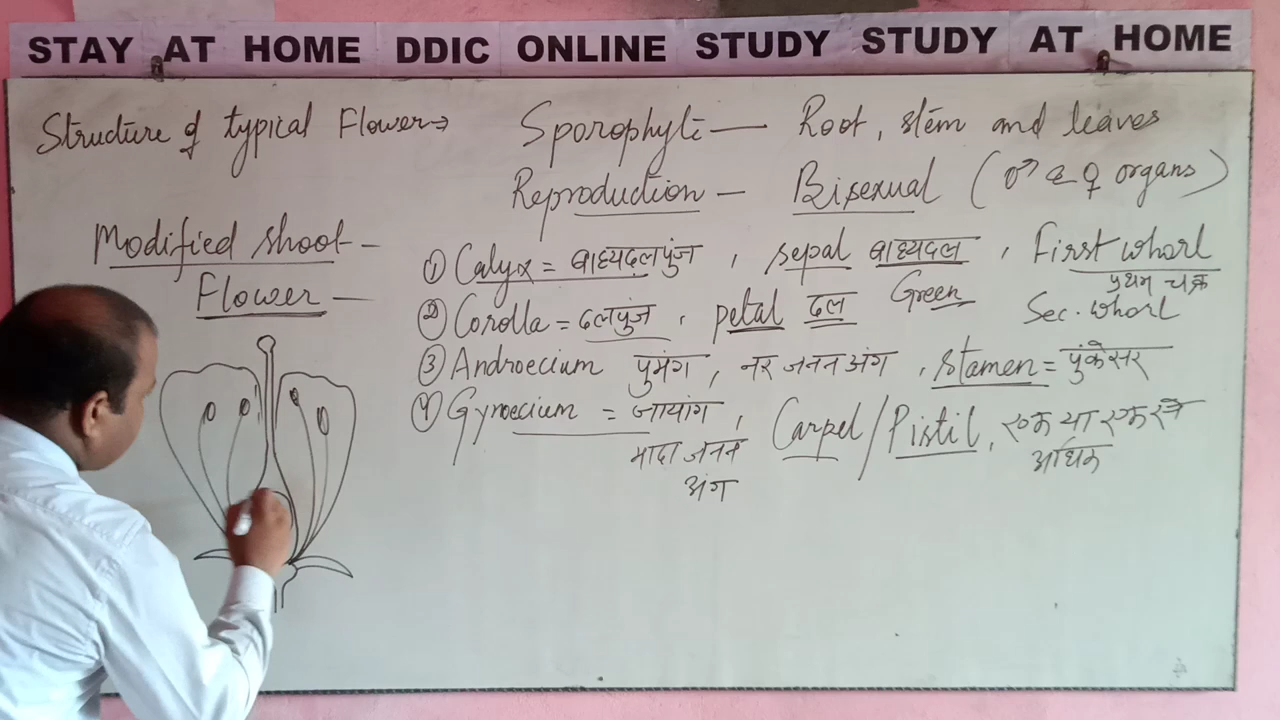 STAY AT HOME DDIC ONLINE STUDY STUDY AT HOME
Structure of typical Flower→
Sporophyte — Root, stem and leaves
Reproduction — Bisexual (♂ & ♀ organs)
Modified shoot —
Flower —
① Calyx = बाह्यदलपुंज, sepal बाह्यदल, First whorl
प्रथम चक्र
② Corolla = दलपुंज, petal दल Green Sec. whorl
③ Androecium पुमंग, नर जनन अंग, stamen = पुंकेसर
④ Gynoecium = जायांग, Carpel/Pistil, एक या एक से
मादा जनन अधिक
अंग